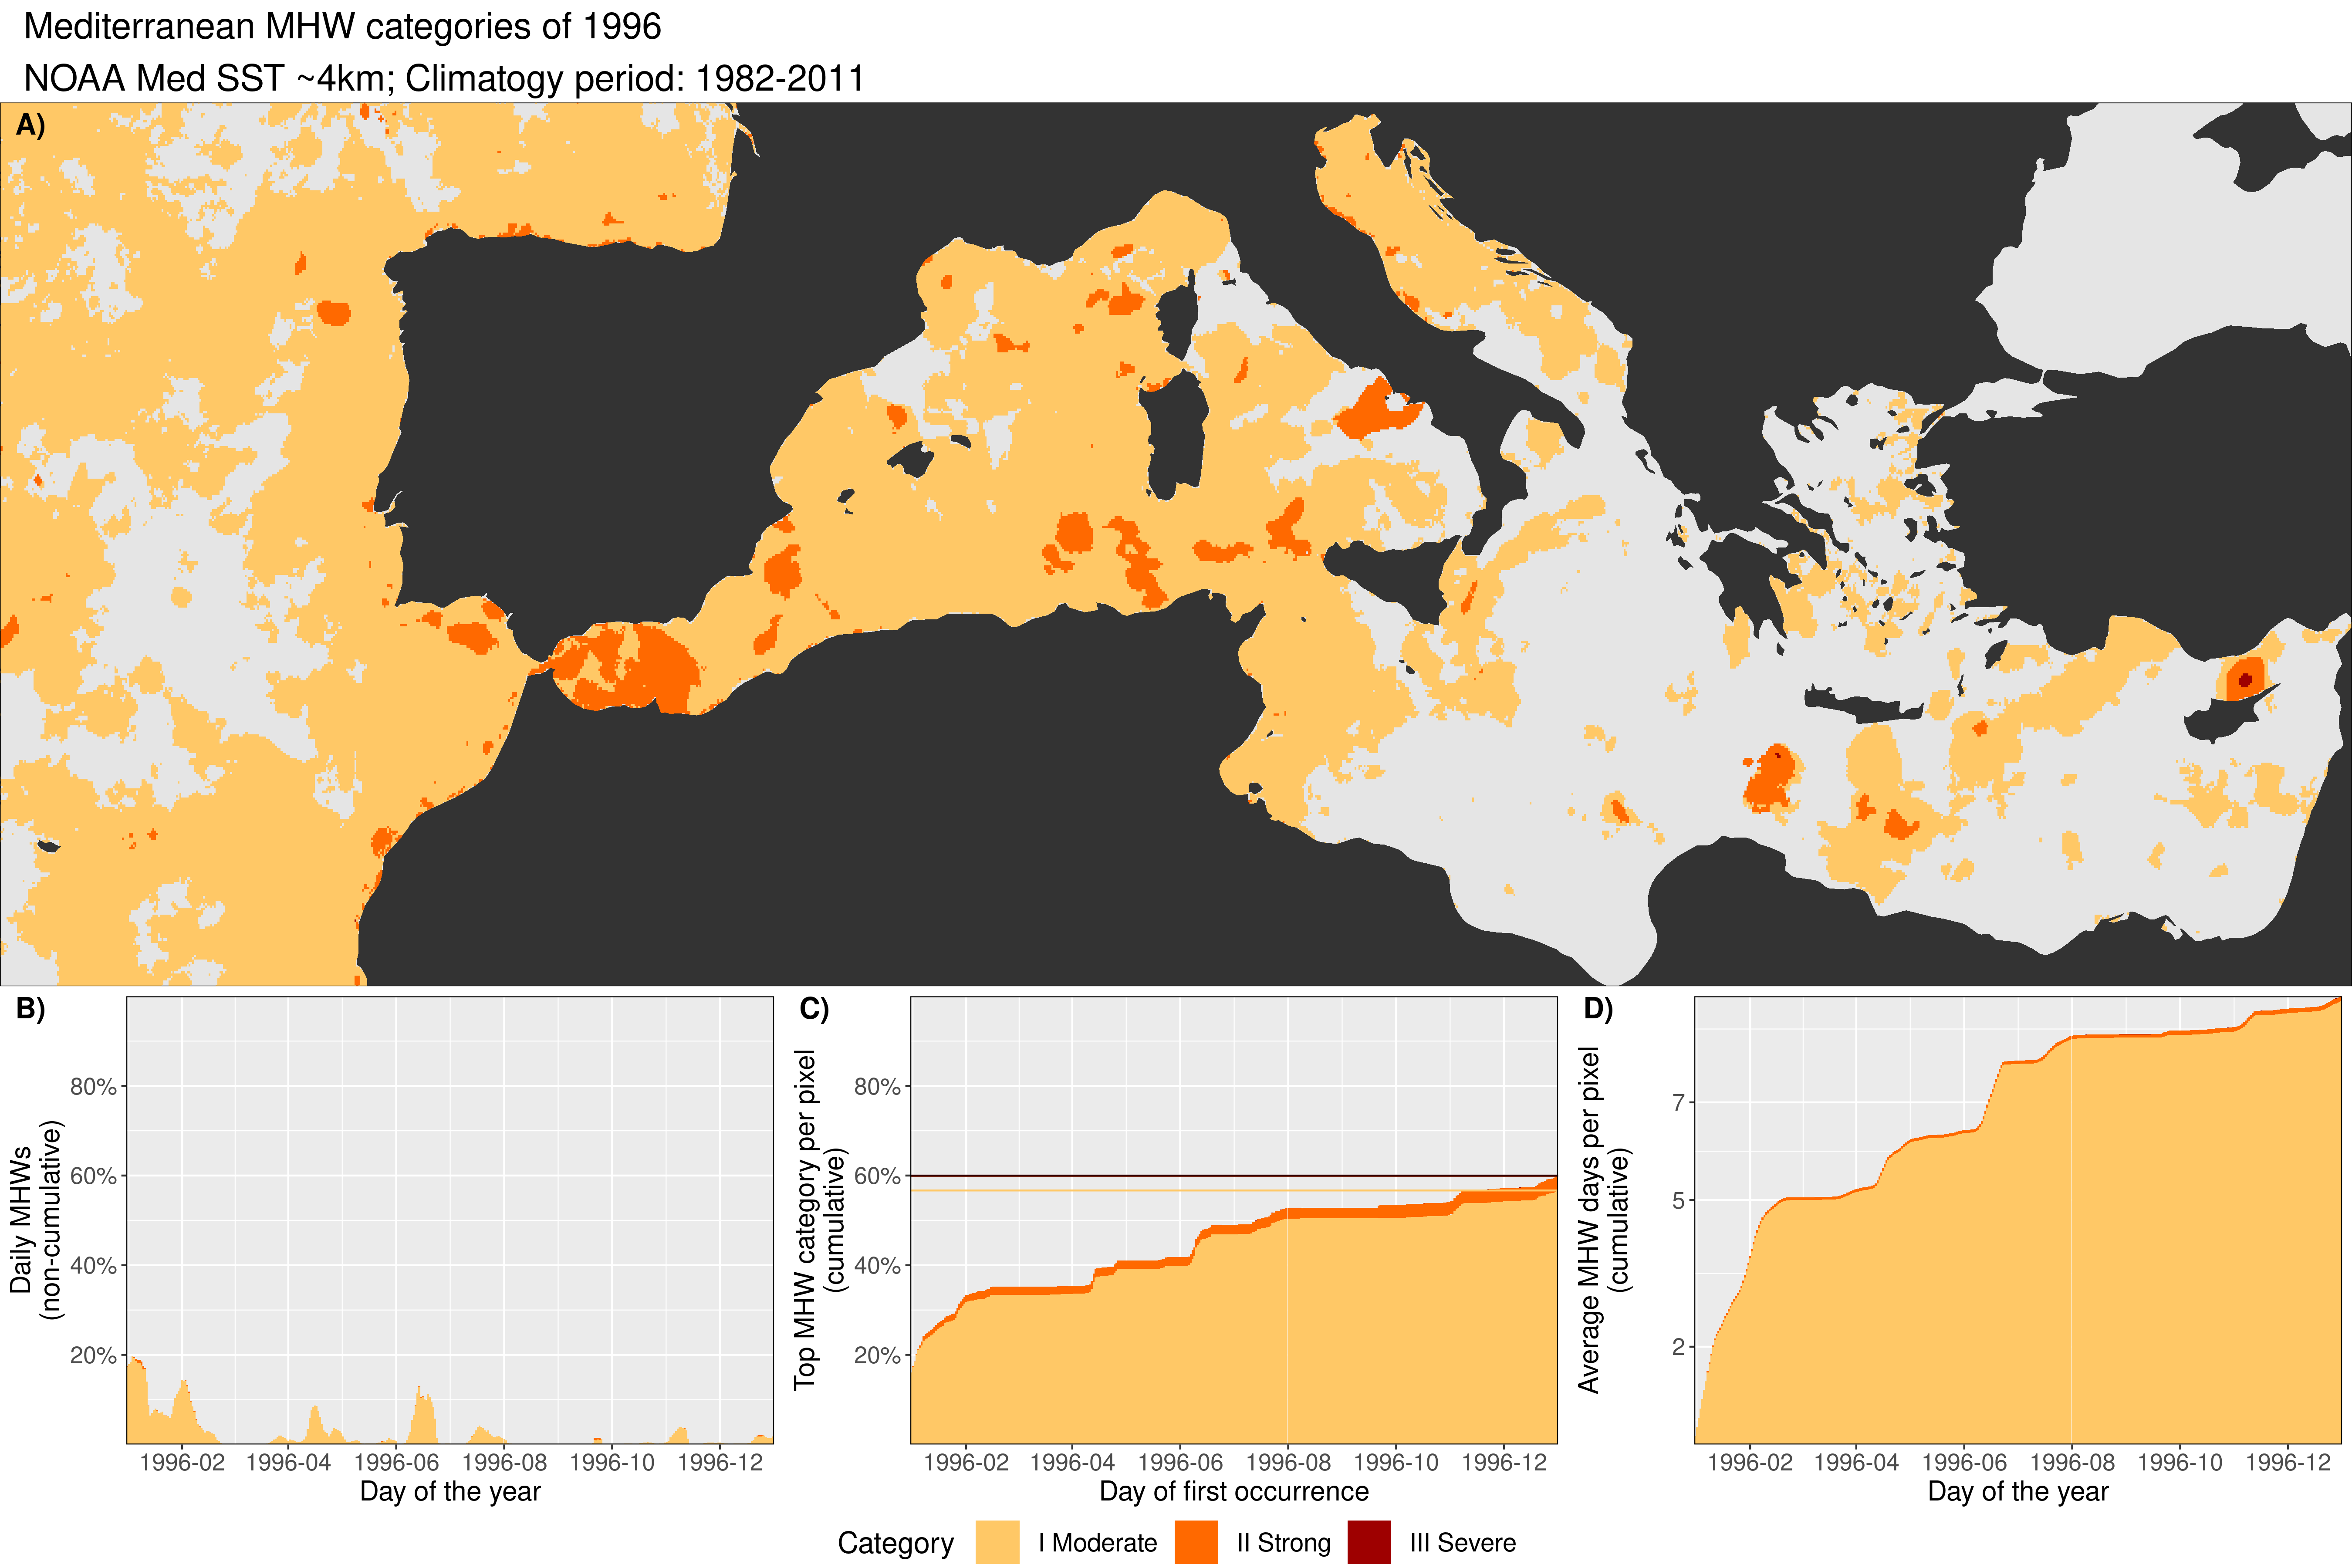 Mediterranean MHW categories of 1996
NOAA Med SST ~4km; Climatogy period: 1982-2011
A)
B)
Daily MHWs
(non-cumulative)
80%
60%
40%
20%
1996-02 1996-04 1996-06 1996-08 1996-10 1996-12
Day of the year
C)
Top MHW category per pixel
(cumulative)
80%
60%
40%
20%
1996-02 1996-04 1996-06 1996-08 1996-10 1996-12
Day of first occurrence
D)
Average MHW days per pixel
(cumulative)
7
5
2
1996-02 1996-04 1996-06 1996-08 1996-10 1996-12
Day of the year
Category I Moderate II Strong III Severe